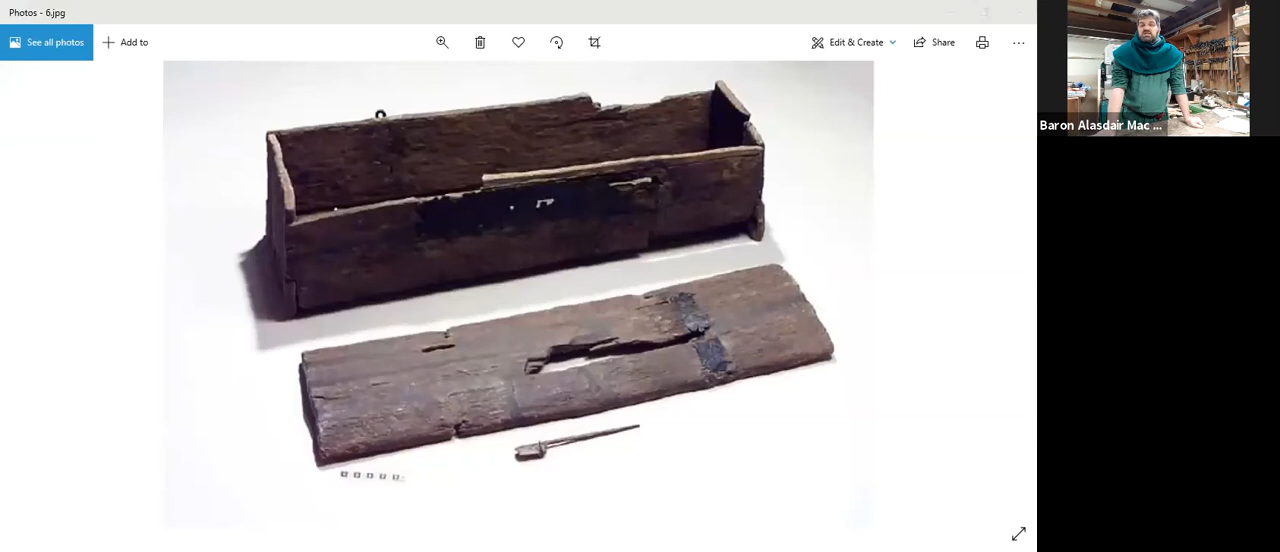 Photos - 6.jpg
See all photos
Add to
Edit & Create
Share
Baron Alasdair Mac ...